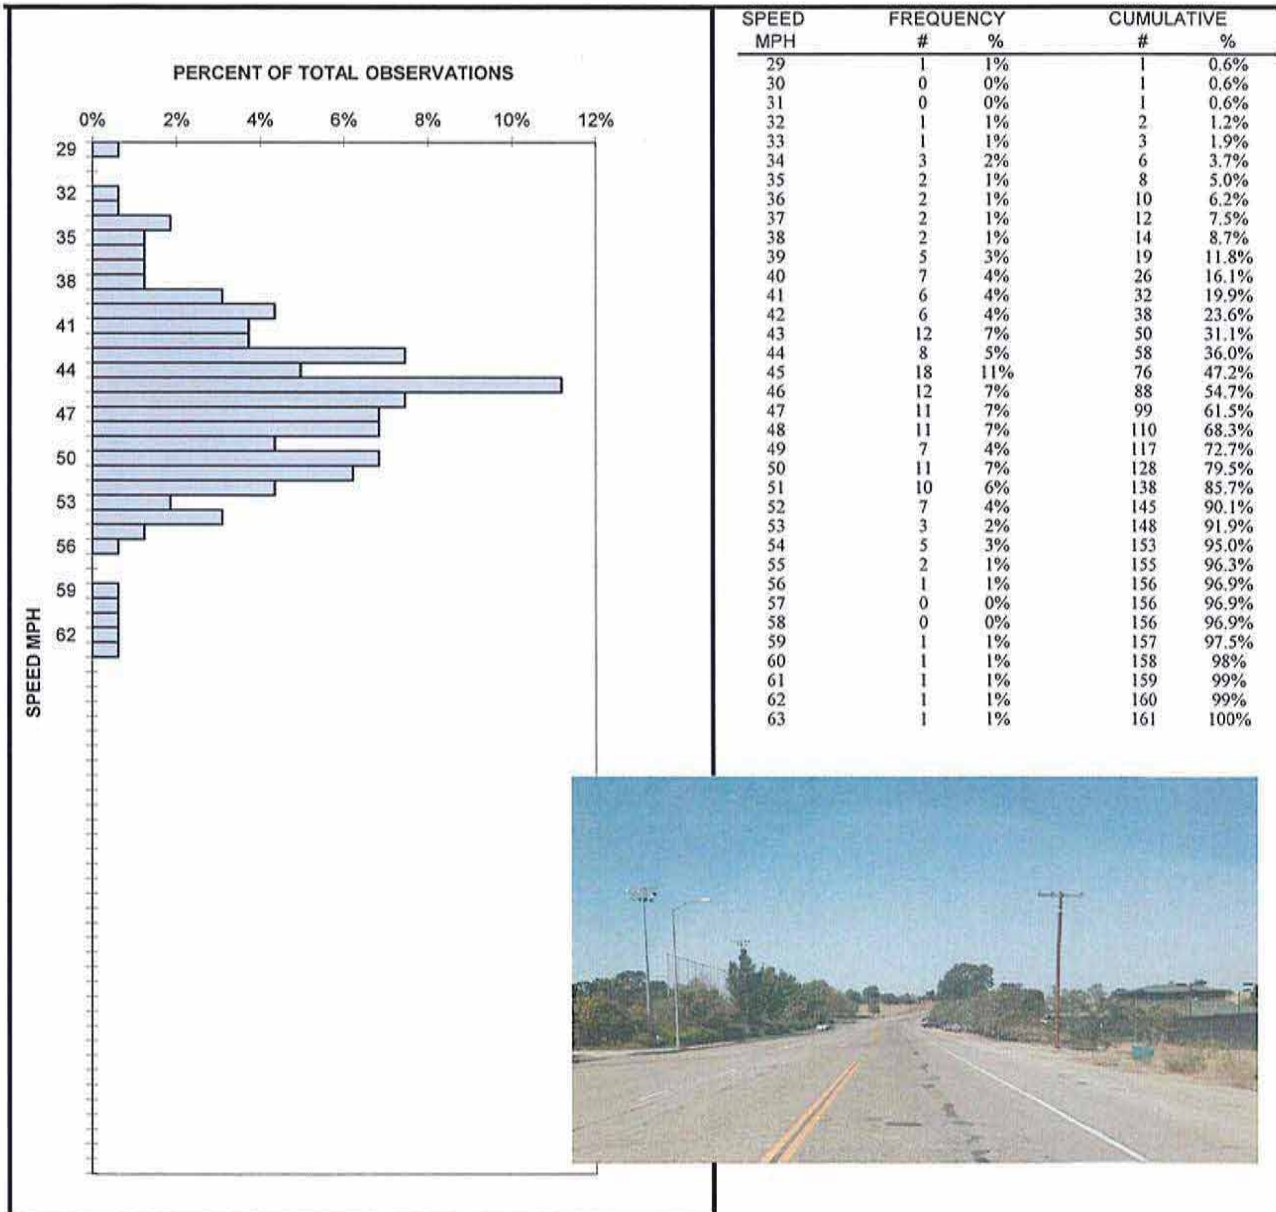 PERCENT OF TOTAL OBSERVATIONS
0% 2% 4% 6% 8% 10% 12%
29
32
35
38
41
44
47
50
53
56
59
62
SPEED MPH
SPEED FREQUENCY CUMULATIVE
MPH # % # %
29 1 1% 1 0.6%
30 0 0% 1 0.6%
31 0 0% 1 0.6%
32 1 1% 2 1.2%
33 1 1% 3 1.9%
34 3 2% 6 3.7%
35 2 1% 8 5.0%
36 2 1% 10 6.2%
37 2 1% 12 7.5%
38 2 1% 14 8.7%
39 5 3% 19 11.8%
40 7 4% 26 16.1%
41 6 4% 32 19.9%
42 6 4% 38 23.6%
43 12 7% 50 31.1%
44 8 5% 58 36.0%
45 18 11% 76 47.2%
46 12 7% 88 54.7%
47 11 7% 99 61.5%
48 11 7% 110 68.3%
49 7 4% 117 72.7%
50 11 7% 128 79.5%
51 10 6% 138 85.7%
52 7 4% 145 90.1%
53 3 2% 148 91.9%
54 5 3% 153 95.0%
55 2 1% 155 96.3%
56 1 1% 156 96.9%
57 0 0% 156 96.9%
58 0 0% 156 96.9%
59 1 1% 157 97.5%
60 1 1% 158 98%
61 1 1% 159 99%
62 1 1% 160 99%
63 1 1% 161 100%